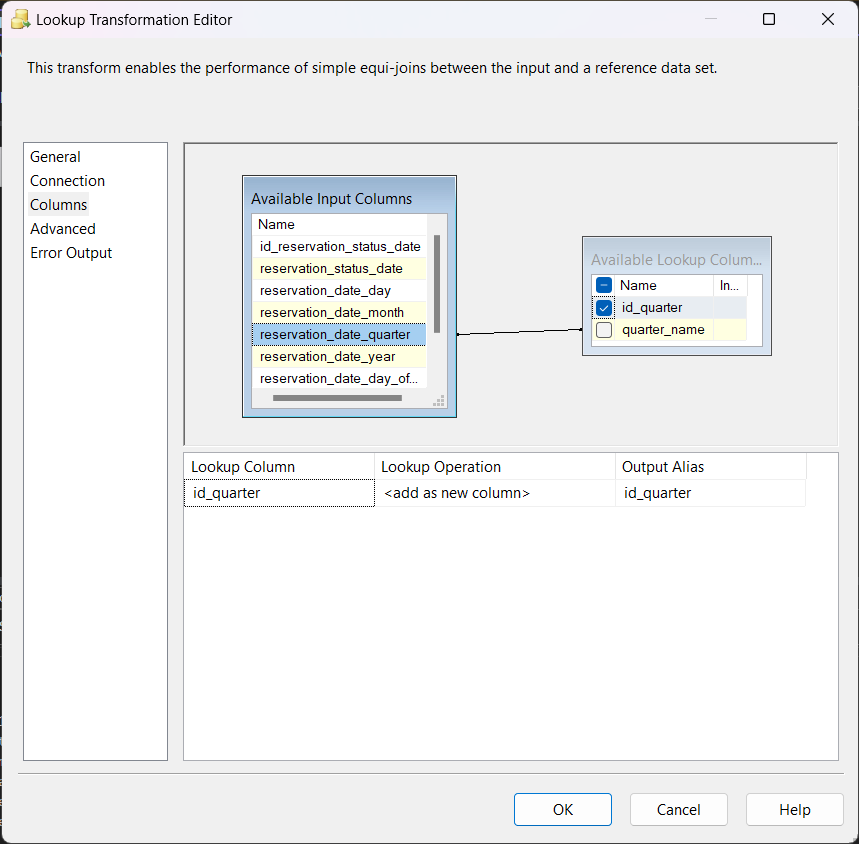 Lookup Transformation Editor
This transform enables the performance of simple equi-joins between the input and a reference data set.
General
Connection
Columns
Advanced
Error Output
Available Input Columns
Name
id_reservation_status_date
reservation_status_date
reservation_date_day
reservation_date_month
reservation_date_quarter
reservation_date_year
reservation_date_day_of...
Available Lookup Colum...
Name In...
id_quarter
quarter_name
Lookup Column Lookup Operation Output Alias
id_quarter <add as new column> id_quarter
OK Cancel Help